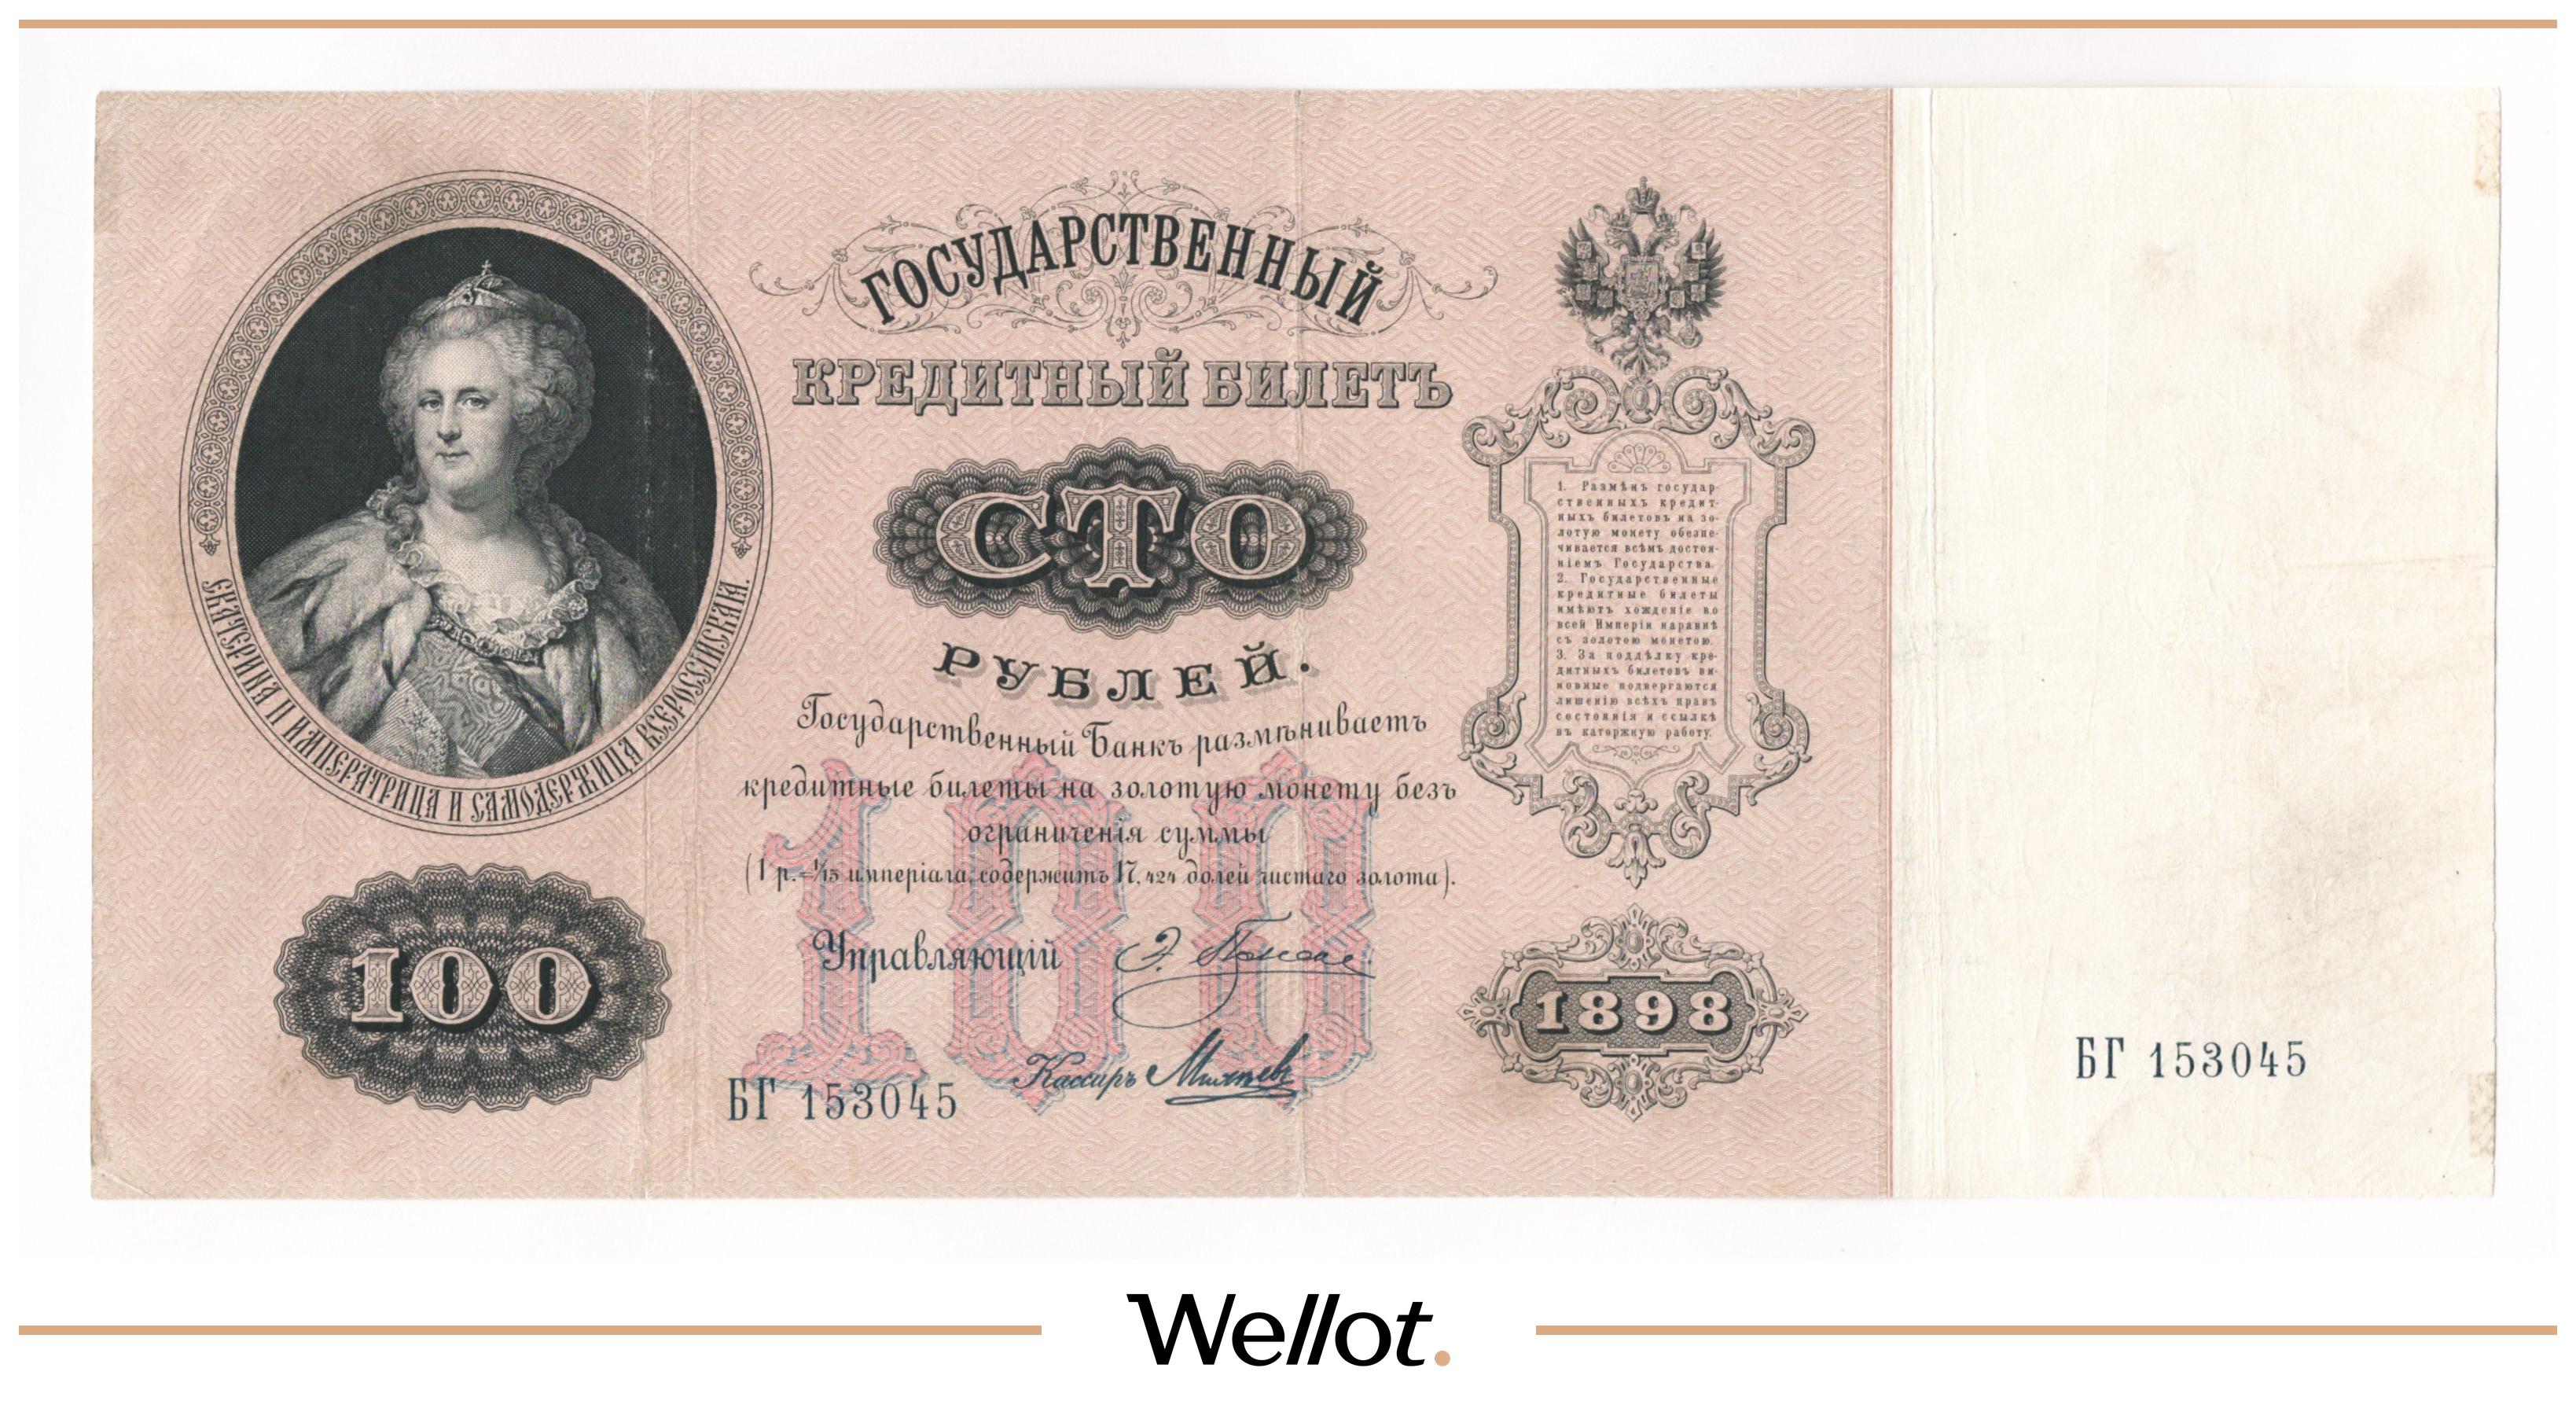 ГОСУДАРСТВЕННЫЙ
КРЕДИТНЫЙ БИЛЕТЪ
СТО
РУБЛЕЙ.
Государственный Банкъ размѣниваетъ
кредитные билеты на золотую монету безъ
ограниченія суммы
(1 р.=1/15 имперіала, содержитъ 17,424 долей чистаго золота).
Управляющій
БГ 153045
Кассиръ
ЕКАТЕРИНА II ИМПЕРАТРИЦА И САМОДЕРЖИЦА ВСЕРОССІЙСКАЯ.
100
100
1. Размѣнъ государ-
ственныхъ кредит-
ныхъ билетовъ на зо-
лотую монету обезпе-
чивается всѣмъ достоя-
ніемъ Государства.
2. Государственные
кредитные билеты
имѣютъ хожденіе во
всей Имперіи наравнѣ
съ золотою монетою.
3. За поддѣлку кре-
дитныхъ билетовъ ви-
новные подвергаются
лишенію всѣхъ правъ
состоянія и ссылкѣ
въ каторжную работу.
1898
БГ 153045
Wellot.